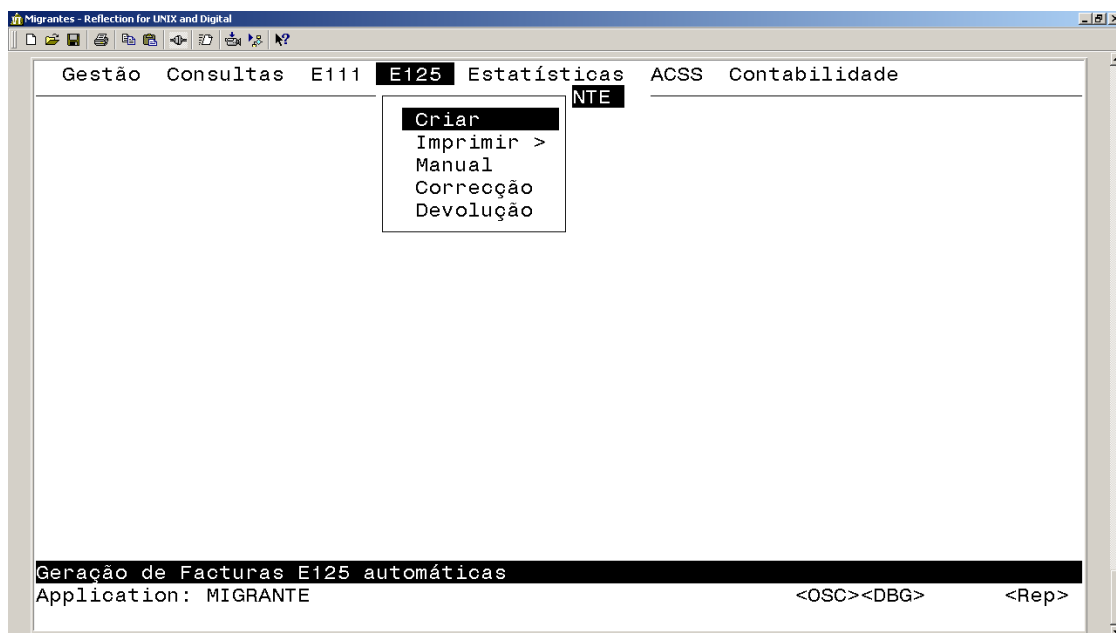 Migrantes - Reflection for UNIX and Digital
Gestão Consultas E111 E125 Estatísticas ACSS Contabilidade
NTE
Criar
Imprimir >
Manual
Correcção
Devolução
Geração de Facturas E125 automáticas
Application: MIGRANTE <OSC><DBG> <Rep>